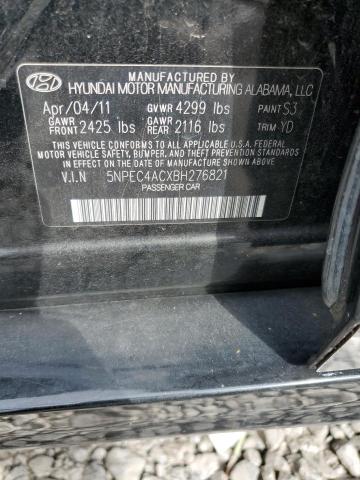 MANUFACTURED BY
HYUNDAI MOTOR MANUFACTURING ALABAMA, LLC
Apr/04/11 GVWR 4299 lbs PAINT S3
GAWR FRONT 2425 lbs GAWR REAR 2116 lbs TRIM YD
THIS VEHICLE CONFORMS TO ALL APPLICABLE U.S.A. FEDERAL
MOTOR VEHICLE SAFETY, BUMPER, AND THEFT PREVENTION
STANDARDS IN EFFECT ON THE DATE OF MANUFACTURE SHOWN ABOVE.
V.I.N 5NPEC4ACXBH276821
PASSENGER CAR